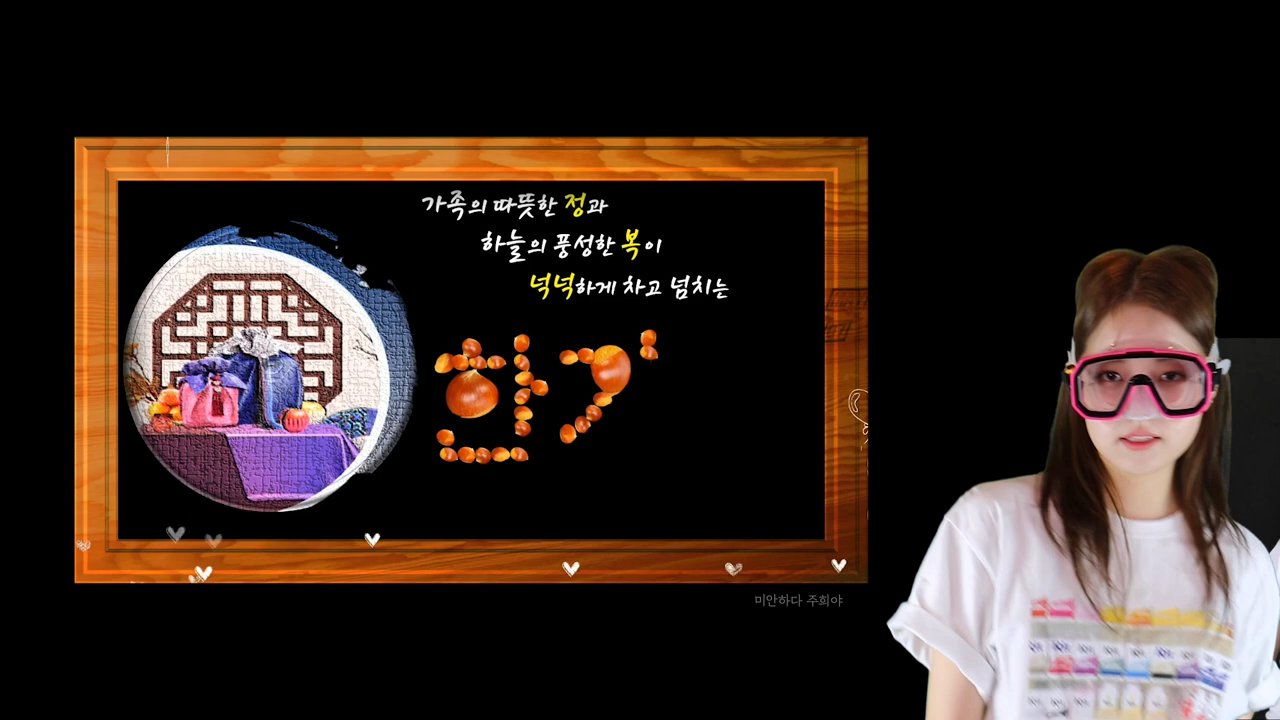 가족의 따뜻한 정과
하늘의 풍성한 복이
넉넉하게 차고 넘치는
한가
미안하다 주희야